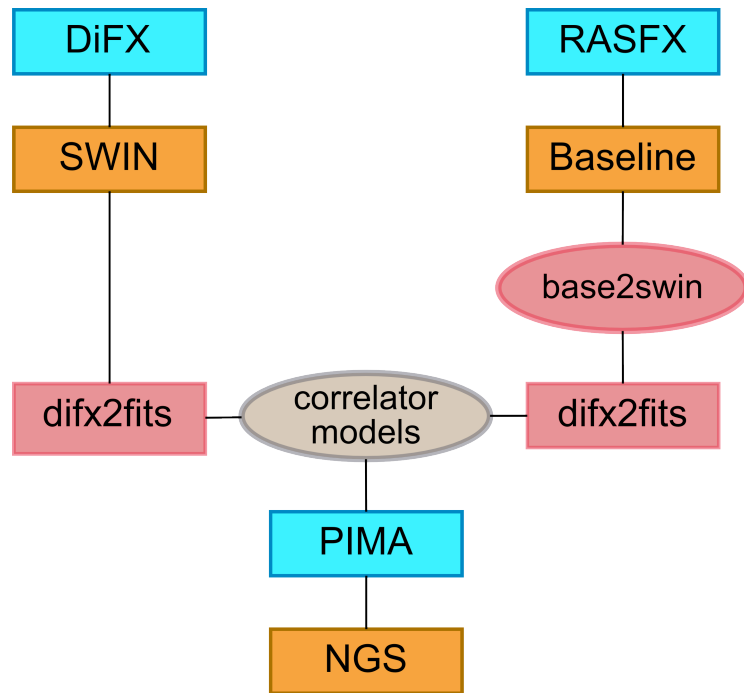 DiFX
RASFX
SWIN
Baseline
base2swin
difx2fits
correlator
models
difx2fits
PIMA
NGS